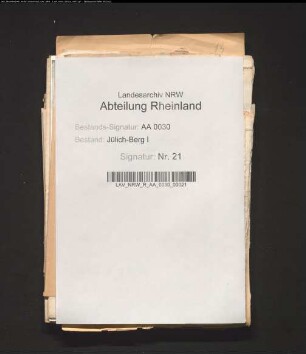 Landesarchiv NRW
Abteilung Rheinland
Bestands-Signatur: AA 0030
Bestand: Jülich-Berg I
Signatur: Nr. 21
LAV_NRW_R_AA_0030_00021